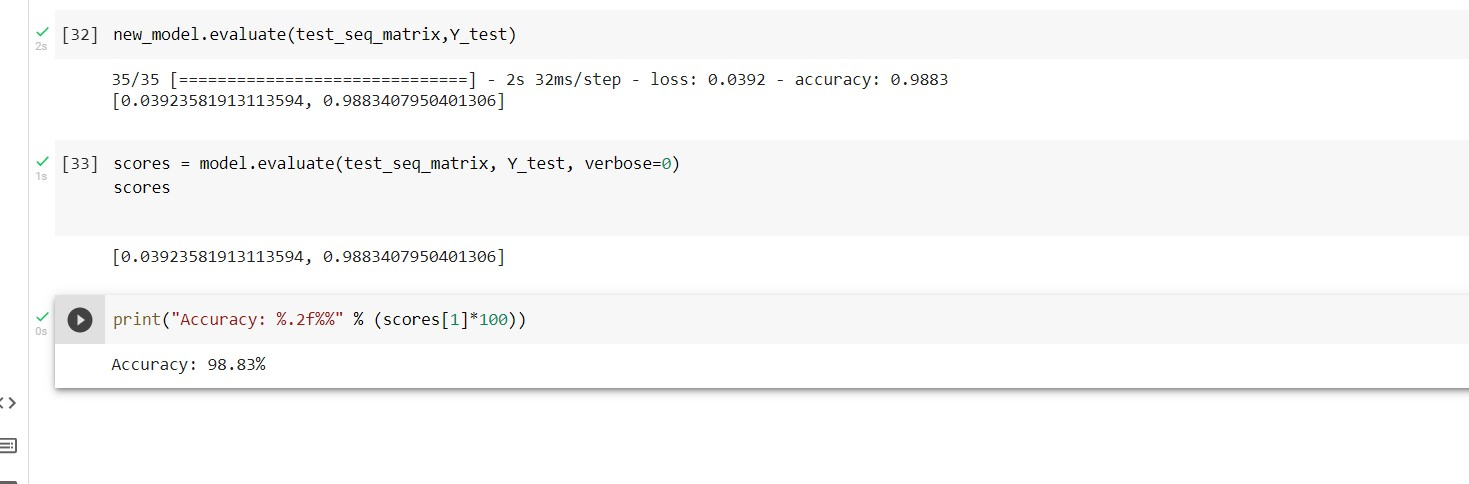 [32] new_model.evaluate(test_seq_matrix,Y_test)
2s
35/35 [==============================] - 2s 32ms/step - loss: 0.0392 - accuracy: 0.9883
[0.03923581913113594, 0.9883407950401306]
[33] scores = model.evaluate(test_seq_matrix, Y_test, verbose=0)
1s
scores
[0.03923581913113594, 0.9883407950401306]
print("Accuracy: %.2f%%" % (scores[1]*100))
0s
Accuracy: 98.83%